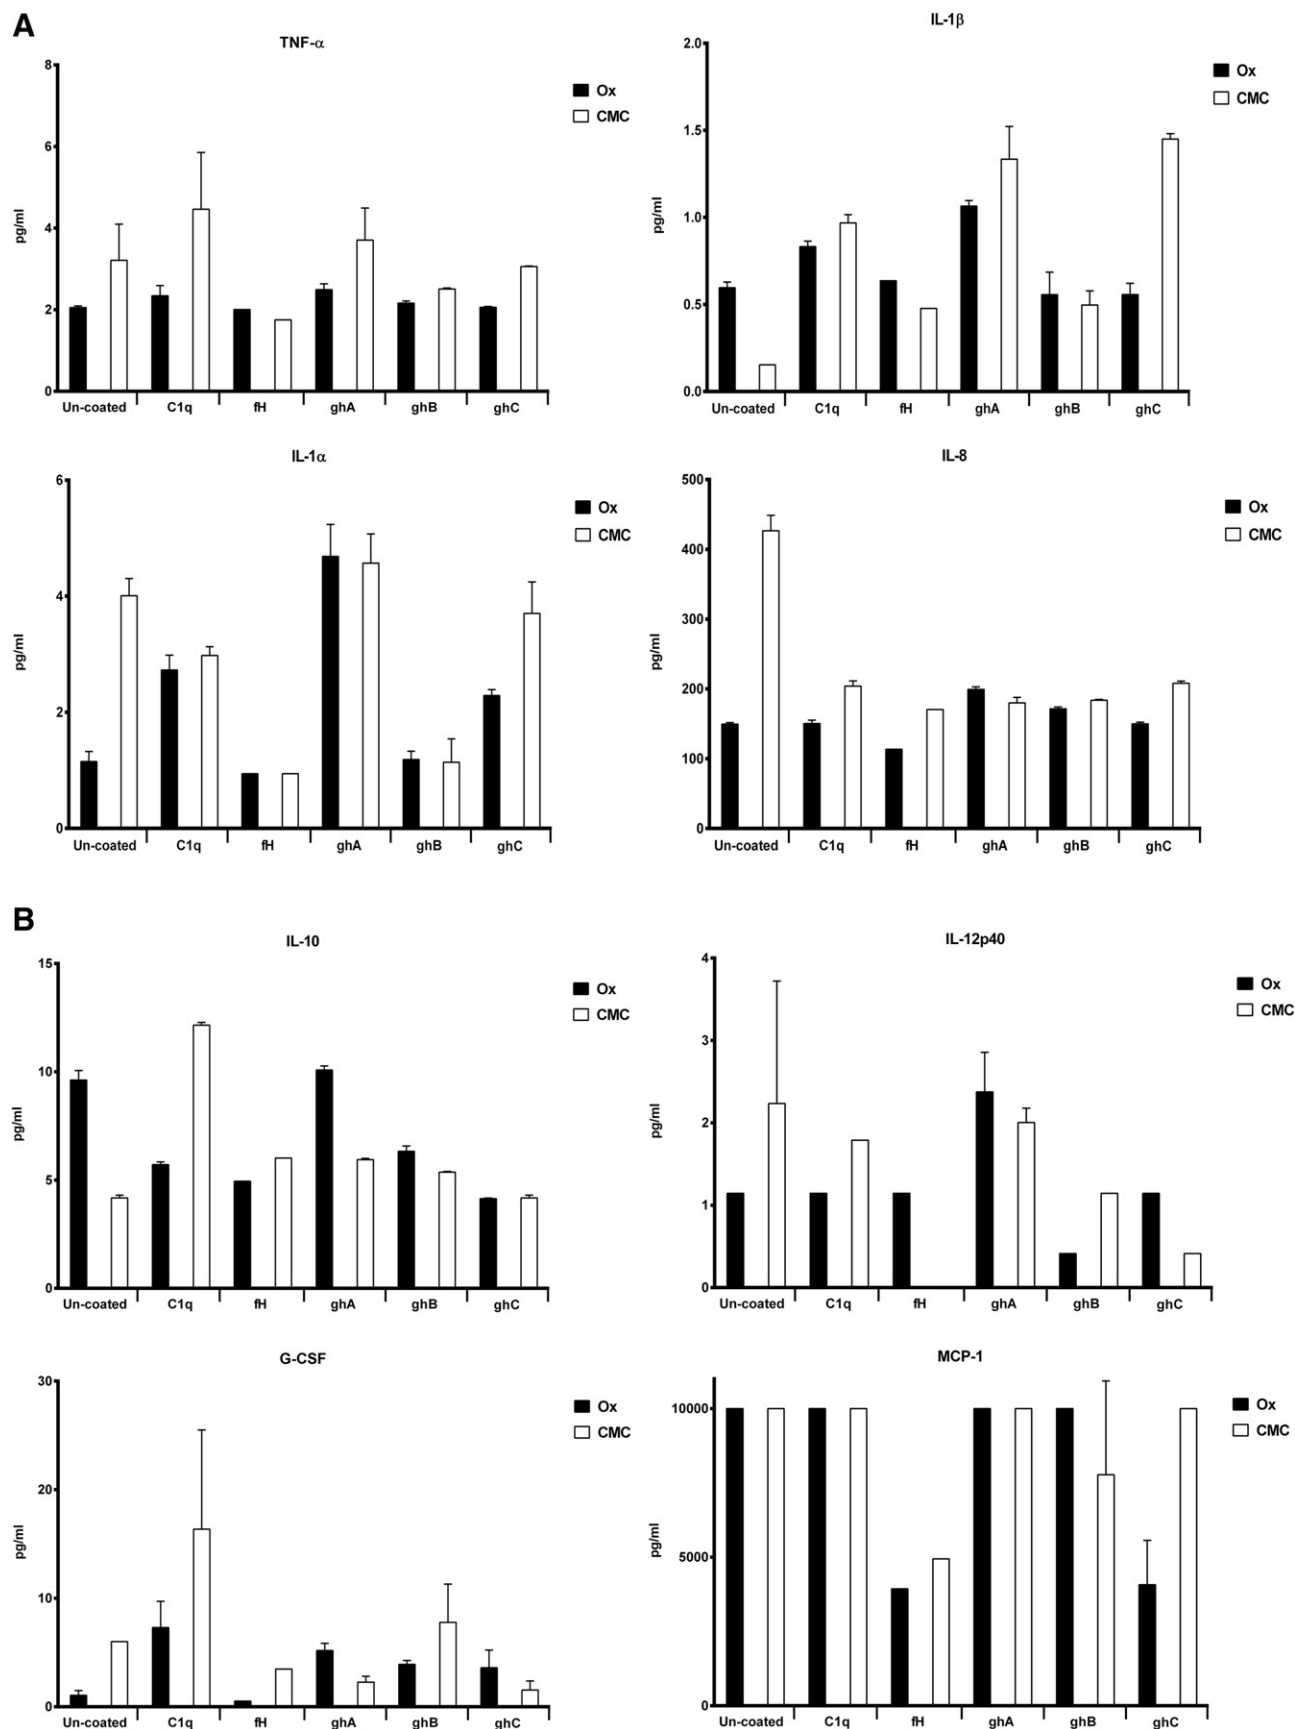 A
TNF-α
8
6
4
2
0
pg/ml
Un-coated C1q fH ghA ghB ghC
Ox
CMC
IL-1β
2.0
1.5
1.0
0.5
0.0
pg/ml
Un-coated C1q fH ghA ghB ghC
Ox
CMC
IL-1α
6
4
2
0
pg/ml
Un-coated C1q fH ghA ghB ghC
Ox
CMC
IL-8
500
400
300
200
100
0
pg/ml
Un-coated C1q fH ghA ghB ghC
Ox
CMC
B
IL-10
15
10
5
0
pg/ml
Un-coated C1q fH ghA ghB ghC
Ox
CMC
IL-12p40
4
3
2
1
0
pg/ml
Un-coated C1q fH ghA ghB ghC
Ox
CMC
G-CSF
30
20
10
0
pg/ml
Un-coated C1q fH ghA ghB ghC
Ox
CMC
MCP-1
10000
5000
0
pg/ml
Un-coated C1q fH ghA ghB ghC
Ox
CMC